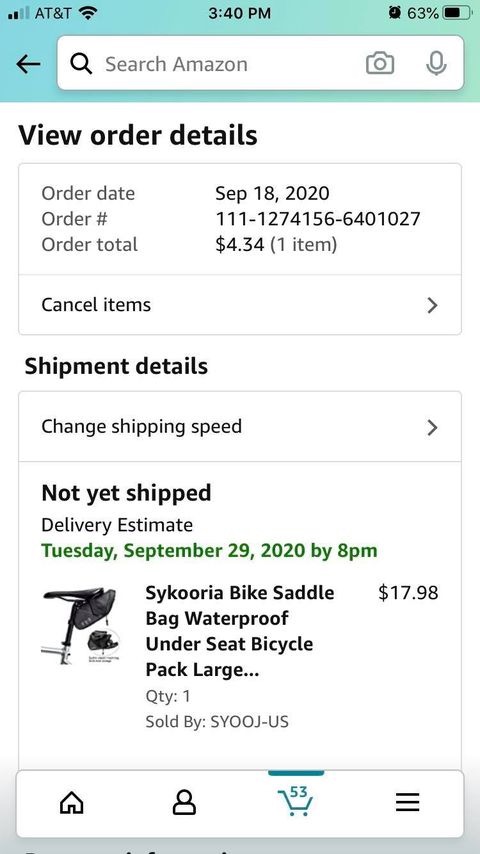 AT&T 3:40 PM 63%
Search Amazon
View order details
Order date Sep 18, 2020
Order # 111-1274156-6401027
Order total $4.34 (1 item)
Cancel items
Shipment details
Change shipping speed
Not yet shipped
Delivery Estimate
Tuesday, September 29, 2020 by 8pm
Sykooria Bike Saddle $17.98
Bag Waterproof
Under Seat Bicycle
Pack Large...
Qty: 1
Sold By: SYOOJ-US
53